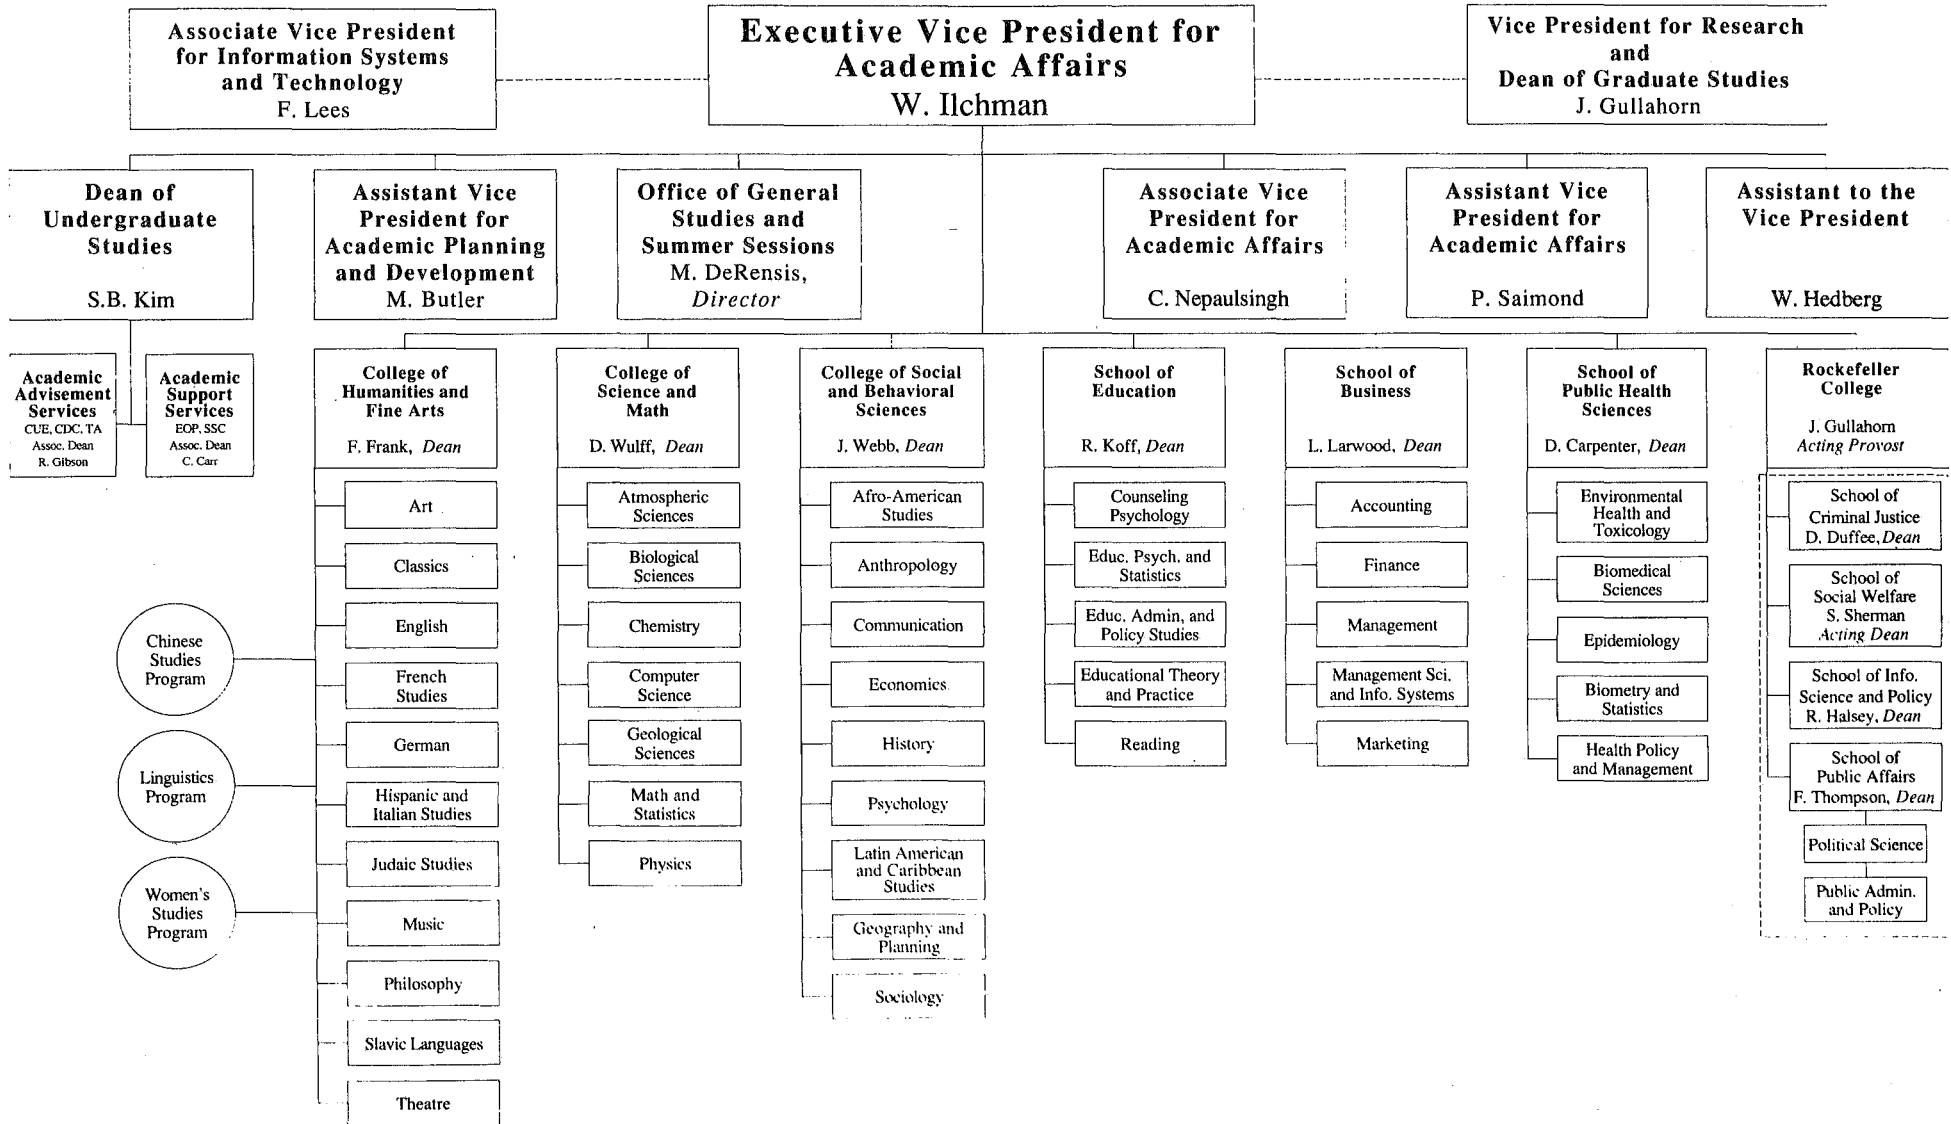 Associate Vice President
for Information Systems
and Technology
F. Lees
Executive Vice President for
Academic Affairs
W. Ilchman
Vice President for Research
and
Dean of Graduate Studies
J. Gullahorn
Dean of
Undergraduate
Studies
S.B. Kim
Assistant Vice
President for
Academic Planning
and Development
M. Butler
Office of General
Studies and
Summer Sessions
M. DeRensis,
Director
Associate Vice
President for
Academic Affairs
C. Nepaulsingh
Assistant Vice
President for
Academic Affairs
P. Saimond
Assistant to the
Vice President
W. Hedberg
Academic
Advisement
Services
CUE, CDC, TA
Assoc. Dean
R. Gibson
Academic
Support
Services
EOP, SSC
Assoc. Dean
C. Carr
College of
Humanities and
Fine Arts
F. Frank, Dean
Art
Classics
English
French
Studies
German
Hispanic and
Italian Studies
Judaic Studies
Music
Philosophy
Slavic Languages
Theatre
Chinese
Studies
Program
Linguistics
Program
Women's
Studies
Program
College of
Science and
Math
D. Wulff, Dean
Atmospheric
Sciences
Biological
Sciences
Chemistry
Computer
Science
Geological
Sciences
Math and
Statistics
Physics
College of Social
and Behavioral
Sciences
J. Webb, Dean
Afro-American
Studies
Anthropology
Communication
Economics
History
Psychology
Latin American
and Caribbean
Studies
Geography and
Planning
Sociology
School of
Education
R. Koff, Dean
Counseling
Psychology
Educ. Psych. and
Statistics
Educ. Admin, and
Policy Studies
Educational Theory
and Practice
Reading
School of
Business
L. Larwood, Dean
Accounting
Finance
Management
Management Sci.
and Info. Systems
Marketing
School of
Public Health
Sciences
D. Carpenter, Dean
Environmental
Health and
Toxicology
Biomedical
Sciences
Epidemiology
Biometry and
Statistics
Health Policy
and Management
Rockefeller
College
J. Gullahorn
Acting Provost
School of
Criminal Justice
D. Duffee, Dean
School of
Social Welfare
S. Sherman
Acting Dean
School of Info.
Science and Policy
R. Halsey, Dean
School of
Public Affairs
F. Thompson, Dean
Political Science
Public Admin.
and Policy